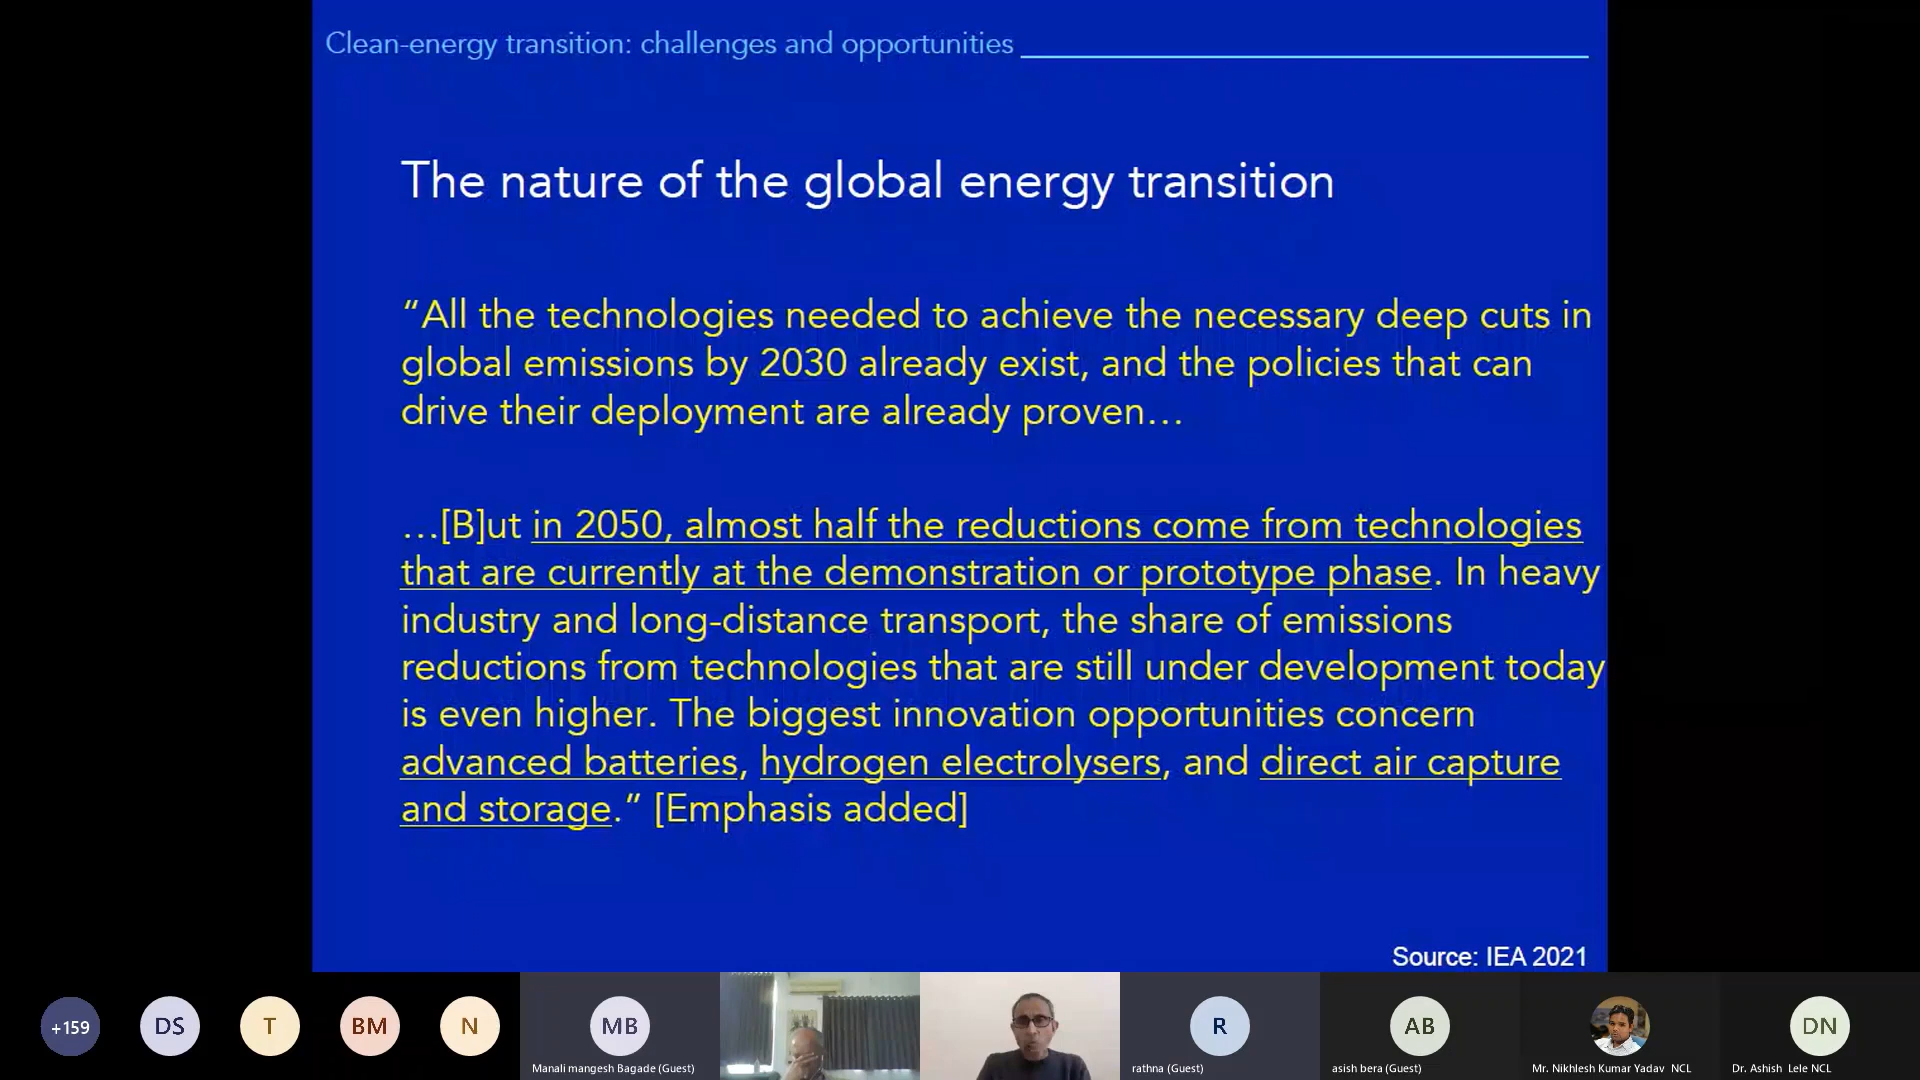 Clean-energy transition: challenges and opportunities
The nature of the global energy transition
“All the technologies needed to achieve the necessary deep cuts in
global emissions by 2030 already exist, and the policies that can
drive their deployment are already proven…
…[B]ut in 2050, almost half the reductions come from technologies
that are currently at the demonstration or prototype phase. In heavy
industry and long-distance transport, the share of emissions
reductions from technologies that are still under development today
is even higher. The biggest innovation opportunities concern
advanced batteries, hydrogen electrolysers, and direct air capture
and storage.” [Emphasis added]
Source: IEA 2021
+159
DS
T
BM
N
MB
R
AB
DN
Manali mangesh Bagade (Guest)
rathna (Guest)
asish bera (Guest)
Mr. Nikhlesh Kumar Yadav NCL
Dr. Ashish Lele NCL